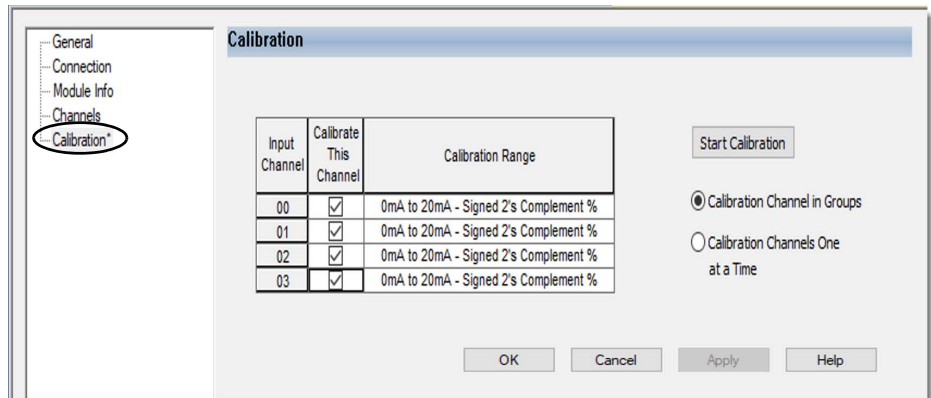 General
Connection
Module Info
Channels
Calibration*
Calibration
Input Channel
Calibrate This Channel
Calibration Range
00
0mA to 20mA - Signed 2's Complement %
01
0mA to 20mA - Signed 2's Complement %
02
0mA to 20mA - Signed 2's Complement %
03
0mA to 20mA - Signed 2's Complement %
Start Calibration
Calibration Channel in Groups
Calibration Channels One
at a Time
OK
Cancel
Apply
Help